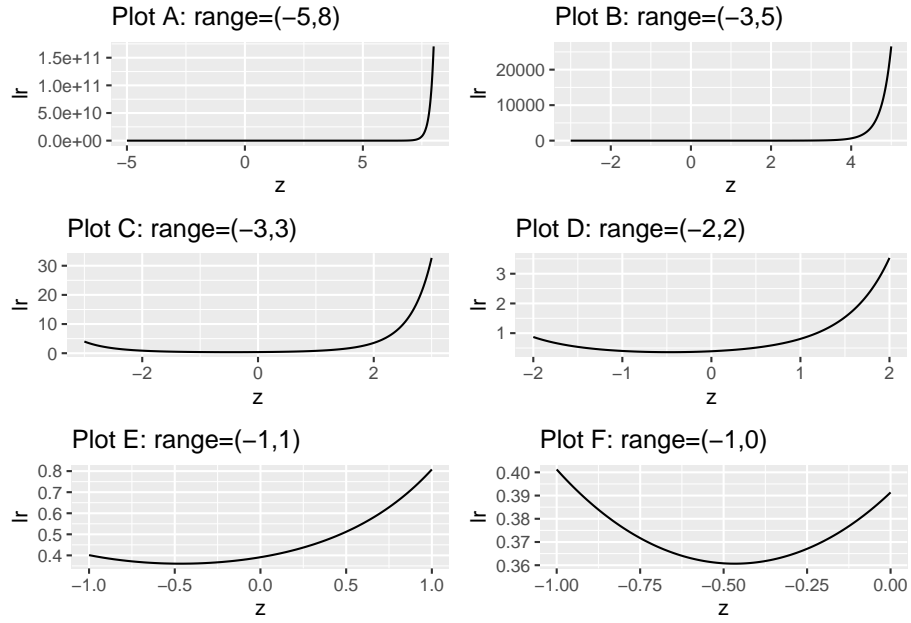 Plot A: range=(−5,8)
lr
1.5e+11
1.0e+11
5.0e+10
0.0e+00
−5 0 5
z
Plot B: range=(−3,5)
lr
20000
10000
0
−2 0 2 4
z
Plot C: range=(−3,3)
lr
30
20
10
0
−2 0 2
z
Plot D: range=(−2,2)
lr
3
2
1
−2 −1 0 1 2
z
Plot E: range=(−1,1)
lr
0.8
0.7
0.6
0.5
0.4
−1.0 −0.5 0.0 0.5 1.0
z
Plot F: range=(−1,0)
lr
0.40
0.39
0.38
0.37
0.36
−1.00 −0.75 −0.50 −0.25 0.00
z